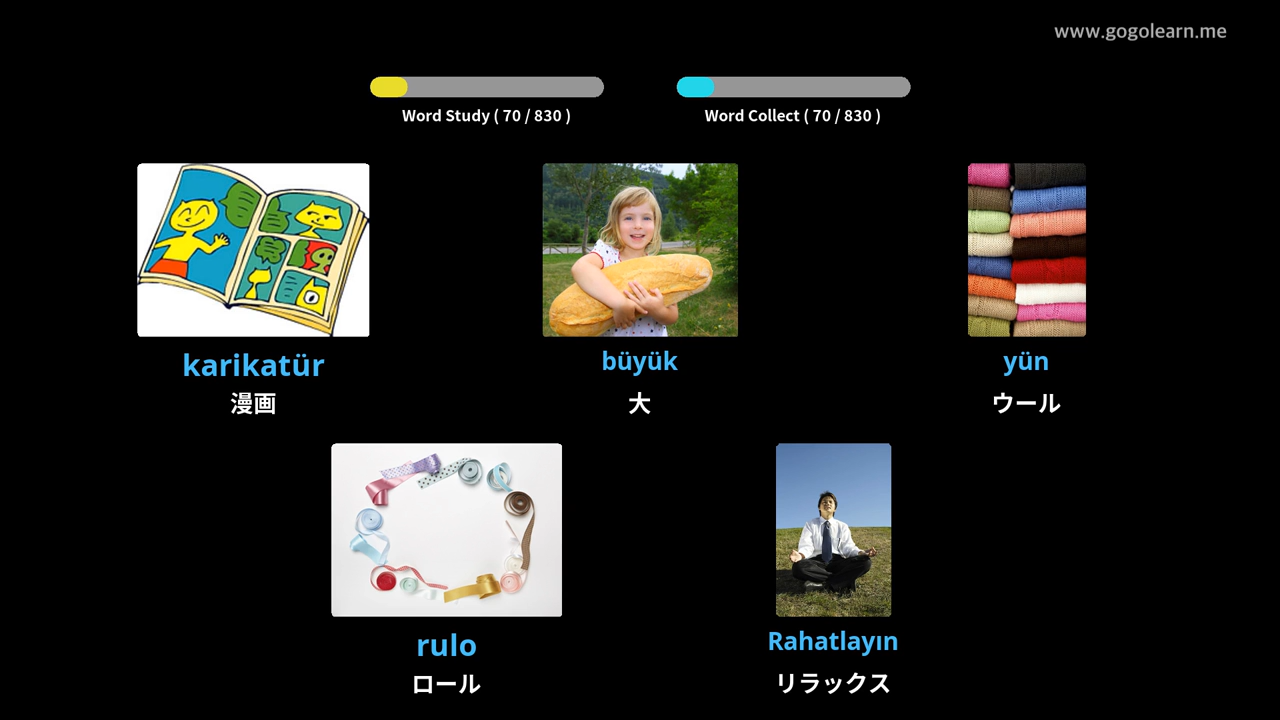 www.gogolearn.me
Word Study ( 70 / 830 )
Word Collect ( 70 / 830 )
karikatür
漫画
büyük
大
yün
ウール
rulo
ロール
Rahatlayın
リラックス